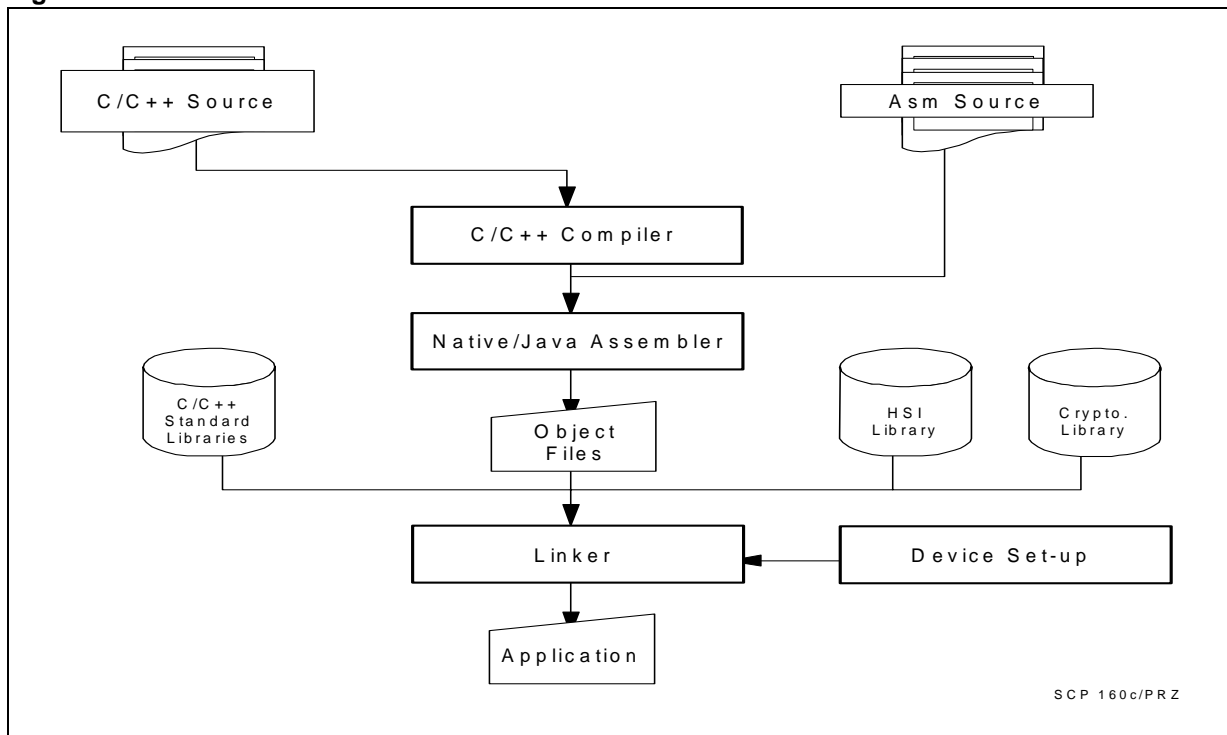 C/C++ Source
Asm Source
C/C++ Compiler
Native/Java Assembler
C/C++
Standard
Libraries
Object
Files
HSI
Library
Crypto.
Library
Linker
Device Set-up
Application
SCP 160c/PRZ